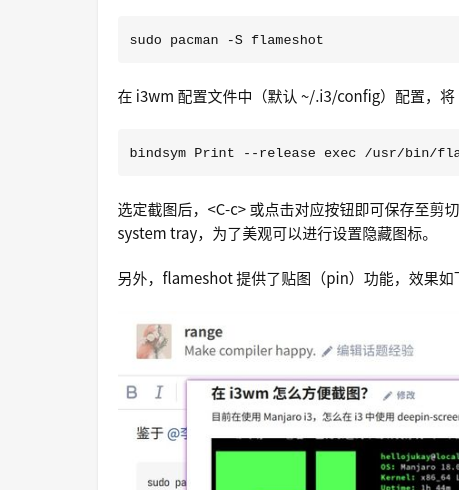 sudo pacman -S flameshot
在 i3wm 配置文件中（默认 ~/.i3/config）配置，将
bindsym Print --release exec /usr/bin/fla
选定截图后，<C-c> 或点击对应按钮即可保存至剪切
system tray，为了美观可以进行设置隐藏图标。
另外，flameshot 提供了贴图（pin）功能，效果如下
range
Make compiler happy. 编辑话题经验
B I
在 i3wm 怎么方便截图？ 修改
目前在使用 Manjaro i3，怎么在 i3 中使用 deepin-scree
鉴于 @李
hellojukay@local
OS: Manjaro 18.0
Kernel: x86_64 L
Uptime: 1h 44m
sudo pa